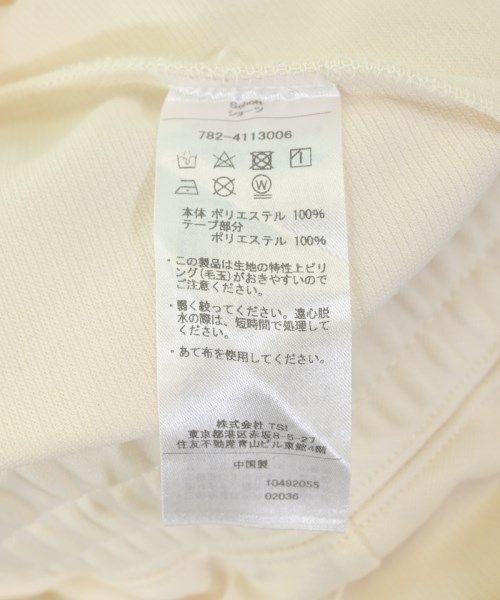 ショーツ
782-4113006
本体 ポリエステル 100%
テープ部分
ポリエステル 100%
・この製品は生地の特性上ピリ
ング(毛玉)がおきやすいので
ご注意ください。
・弱く絞ってください。遠心脱
水の際は、短時間で処理して
ください。
・あて布を使用してください。
株式会社 TSI
東京都港区赤坂8-5-27
住友不動産青山ビル東館4階
中国製
10492055
02036